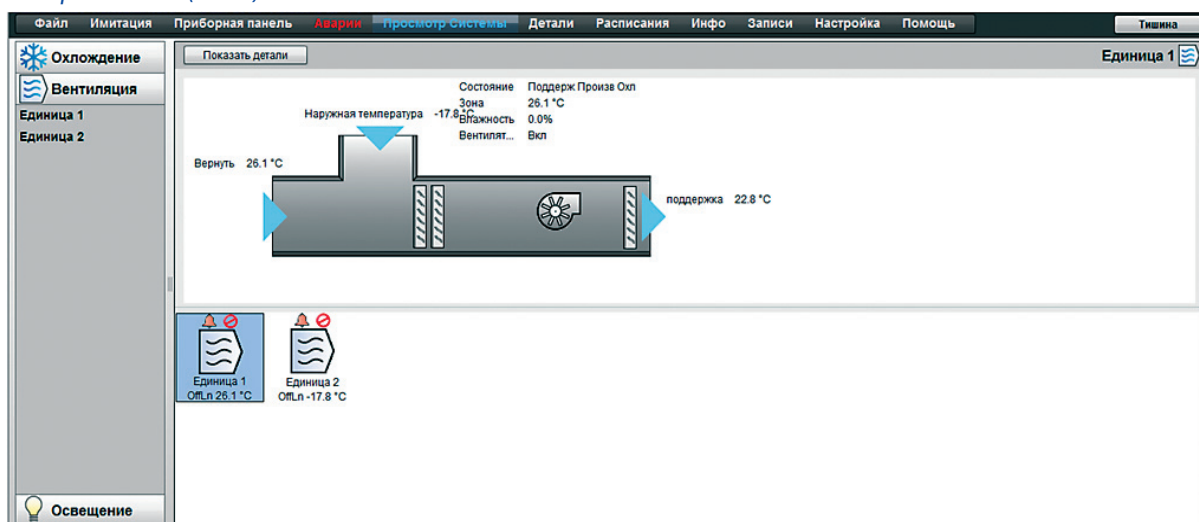 Файл Имитация Приборная панель Аварии Просмотр Системы Детали Расписания Инфо Записи Настройка Помощь Тишина
Охлождение
Показать детали
Единица 1
Вентиляция
Единица 1
Единица 2
Состояние Поддерж Произв Охл
Зона 26.1 °C
Наружная температура -17.8 °C
Влажность 0.0%
Вентилят... Вкл
Вернуть 26.1 °C
поддержка 22.8 °C
Единица 1
OffLn 26.1 °C
Единица 2
OffLn -17.8 °C
Освещение